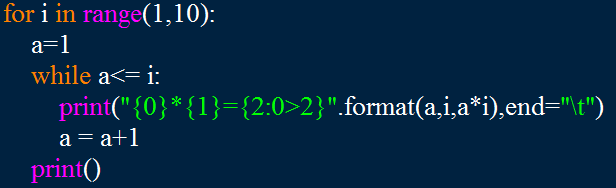 for i in range(1,10):
    a=1
    while a<= i:
        print("{0}*{1}={2:0>2}".format(a,i,a*i),end="\t")
        a = a+1
    print()